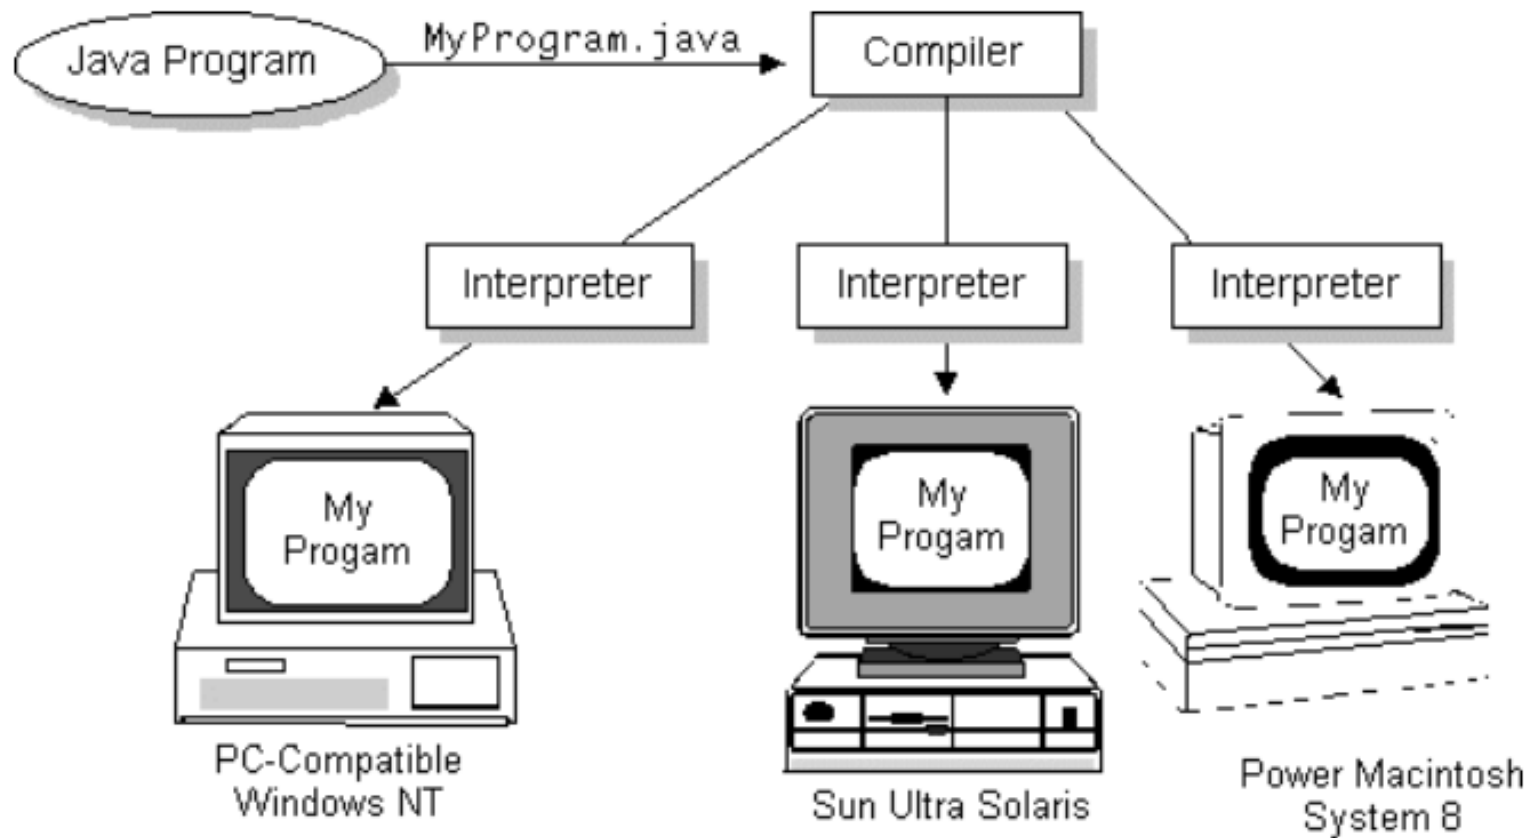 Java Program
MyProgram.java
Compiler
Interpreter
Interpreter
Interpreter
My
Progam
My
Progam
My
Progam
PC-Compatible
Windows NT
Sun Ultra Solaris
Power Macintosh
System 8